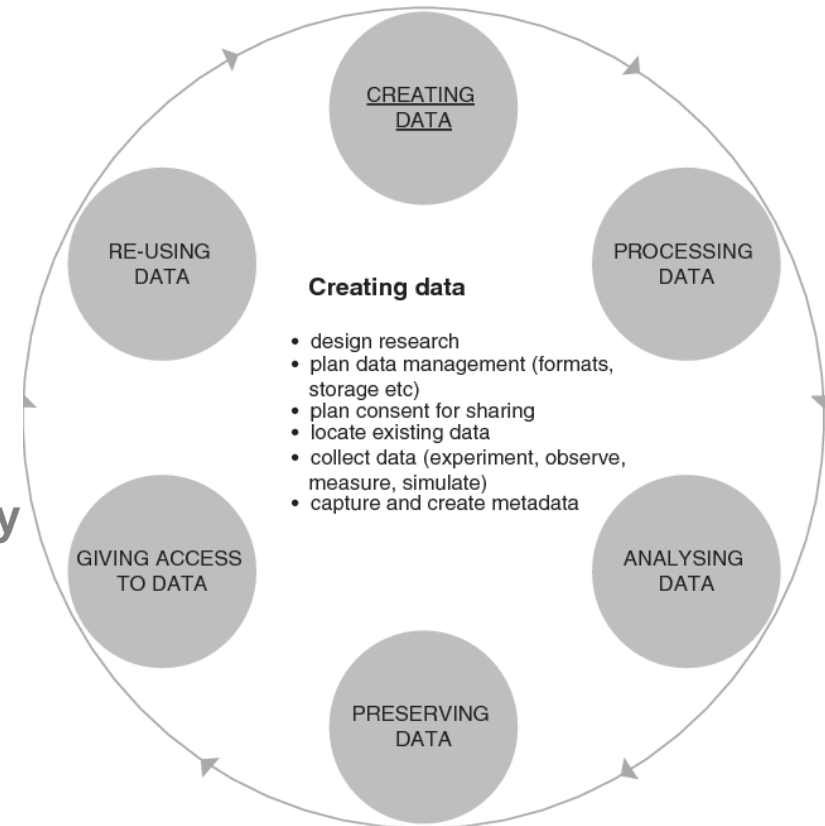 CREATING
DATA
PROCESSING
DATA
ANALYSING
DATA
PRESERVING
DATA
GIVING ACCESS
TO DATA
RE-USING
DATA
Creating data
• design research
• plan data management (formats,
storage etc)
• plan consent for sharing
• locate existing data
• collect data (experiment, observe,
measure, simulate)
• capture and create metadata
y